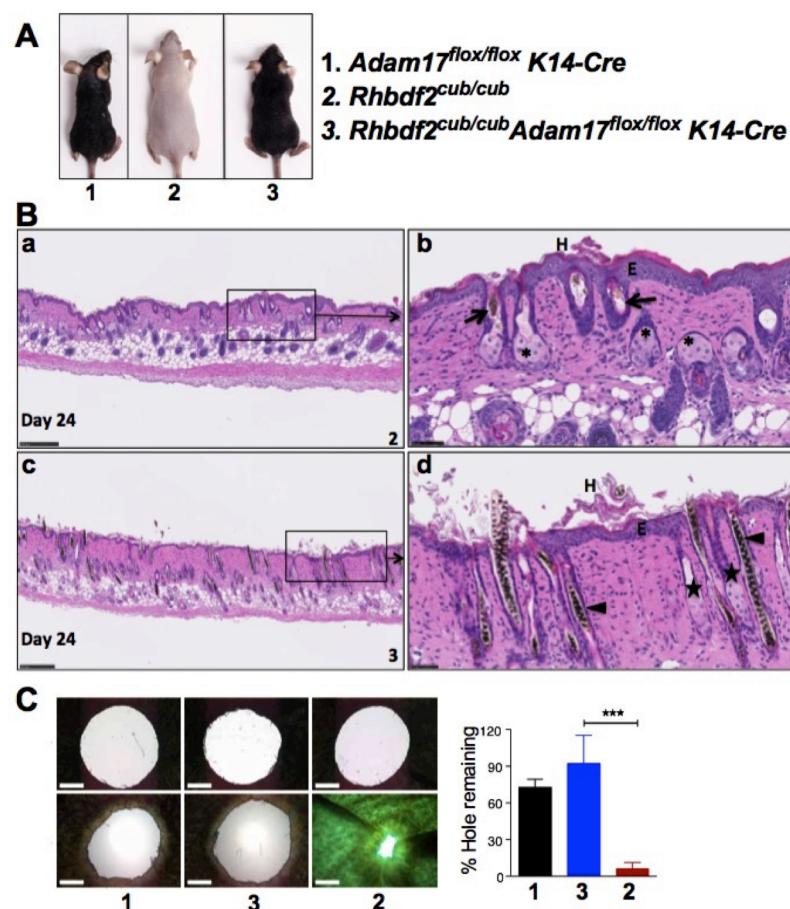 A
1. Adam17flox/flox K14-Cre
2. Rhbdf2cub/cub
3. Rhbdf2cub/cubAdam17flox/flox K14-Cre
1 2 3
B
a b
H
E
* * *
Day 24
2
c d
H
E
Day 24
3
C
1 3 2
***
% Hole remaining
120
90
60
30
0
1 3 2